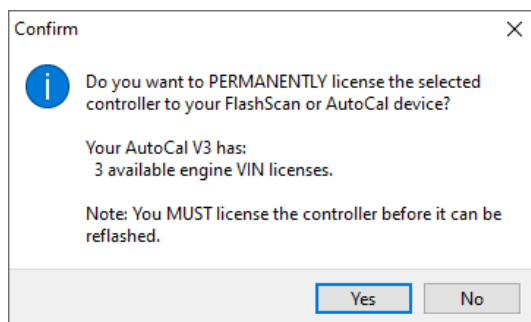 Confirm
Do you want to PERMANENTLY license the selected
controller to your FlashScan or AutoCal device?
Your AutoCal V3 has:
3 available engine VIN licenses.
Note: You MUST license the controller before it can be
reflashed.
Yes
No